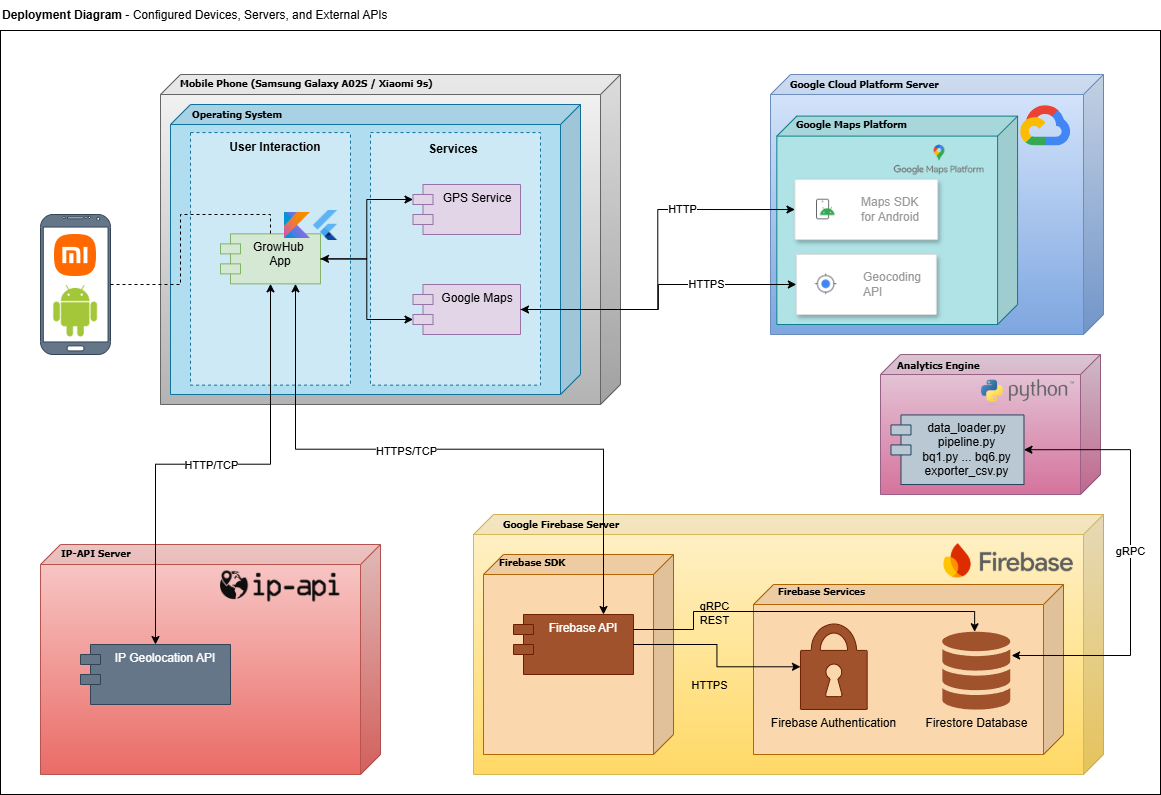 Deployment Diagram - Configured Devices, Servers, and External APIs
Mobile Phone (Samsung Galaxy A02S / Xiaomi 9s)
Operating System
User Interaction
Services
GPS Service
GrowHub
App
Google Maps
mi
Google Cloud Platform Server
Google Maps Platform
Google Maps Platform
Maps SDK
for Android
Geocoding
API
HTTP
HTTPS
Analytics Engine
python™
data_loader.py
pipeline.py
bq1.py ... bq6.py
exporter_csv.py
HTTP/TCP
HTTPS/TCP
gRPC
IP-API Server
ip-api
IP Geolocation API
Google Firebase Server
Firebase
Firebase SDK
Firebase API
gRPC
REST
HTTPS
Firebase Services
Firebase Authentication
Firestore Database